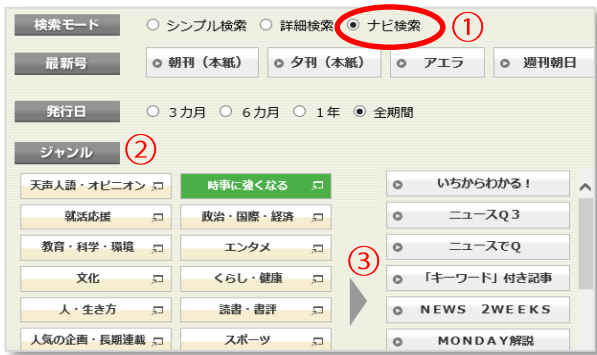 検索モード ○ シンプル検索 ○ 詳細検索 ◉ ナビ検索 ①
最新号 朝刊（本紙） 夕刊（本紙） アエラ 週刊朝日
発行日 ○ 3カ月 ○ 6カ月 ○ 1年 ◉ 全期間
ジャンル ②
天声人語・オピニオン 時事に強くなる いちからわかる！
就活応援 政治・国際・経済 ニュースQ3
教育・科学・環境 エンタメ ニュースでQ
③
文化 くらし・健康 「キーワード」付き記事
人・生き方 読書・書評 NEWS 2WEEKS
人気の企画・長期連載 スポーツ MONDAY解説